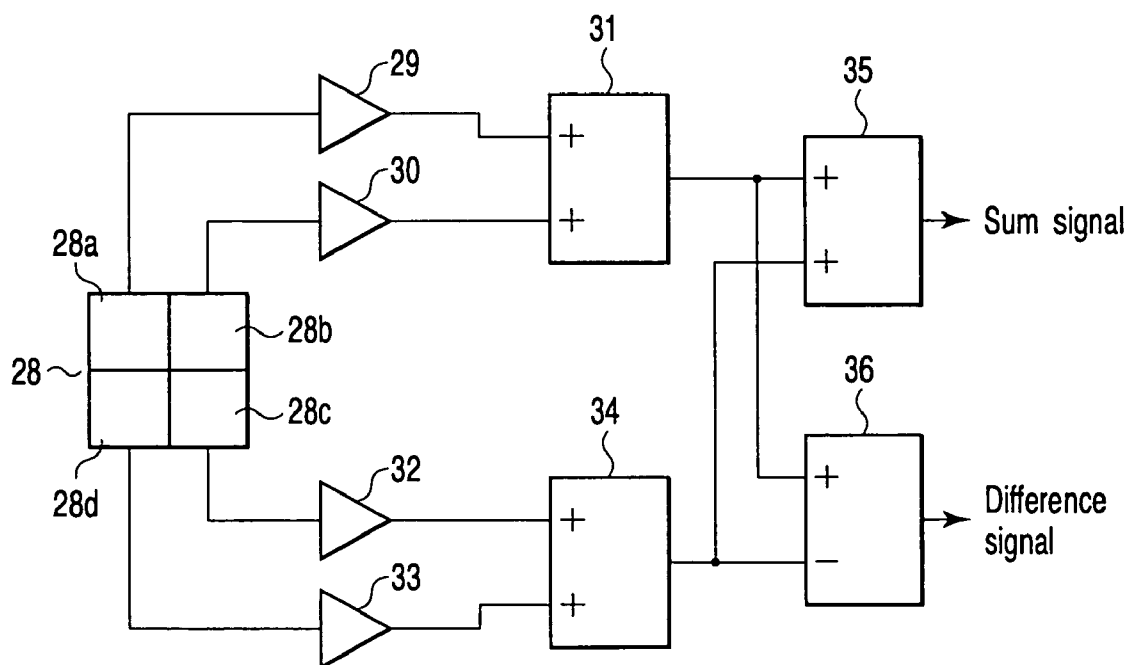 29
31
35
30
+
+
+
+
Sum signal
28a
28b
28
28c
28d
34
36
32
33
+
+
+
−
Difference
signal